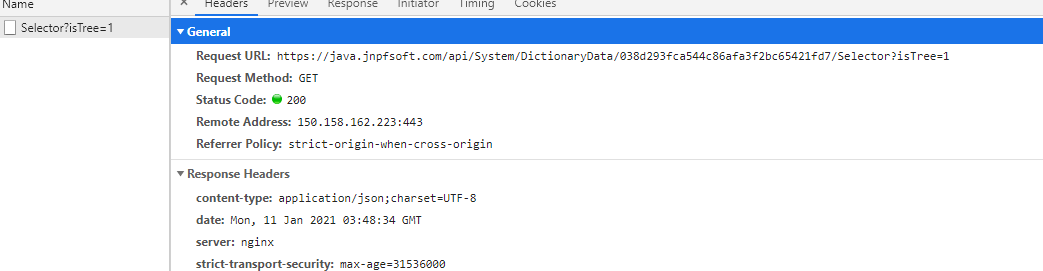 Name
× Headers Preview Response Initiator Timing Cookies
Selector?isTree=1
▼ General
Request URL: https://java.jnpfsoft.com/api/System/DictionaryData/038d293fca544c86afa3f2bc65421fd7/Selector?isTree=1
Request Method: GET
Status Code: 200
Remote Address: 150.158.162.223:443
Referrer Policy: strict-origin-when-cross-origin
▼ Response Headers
content-type: application/json;charset=UTF-8
date: Mon, 11 Jan 2021 03:48:34 GMT
server: nginx
strict-transport-security: max-age=31536000